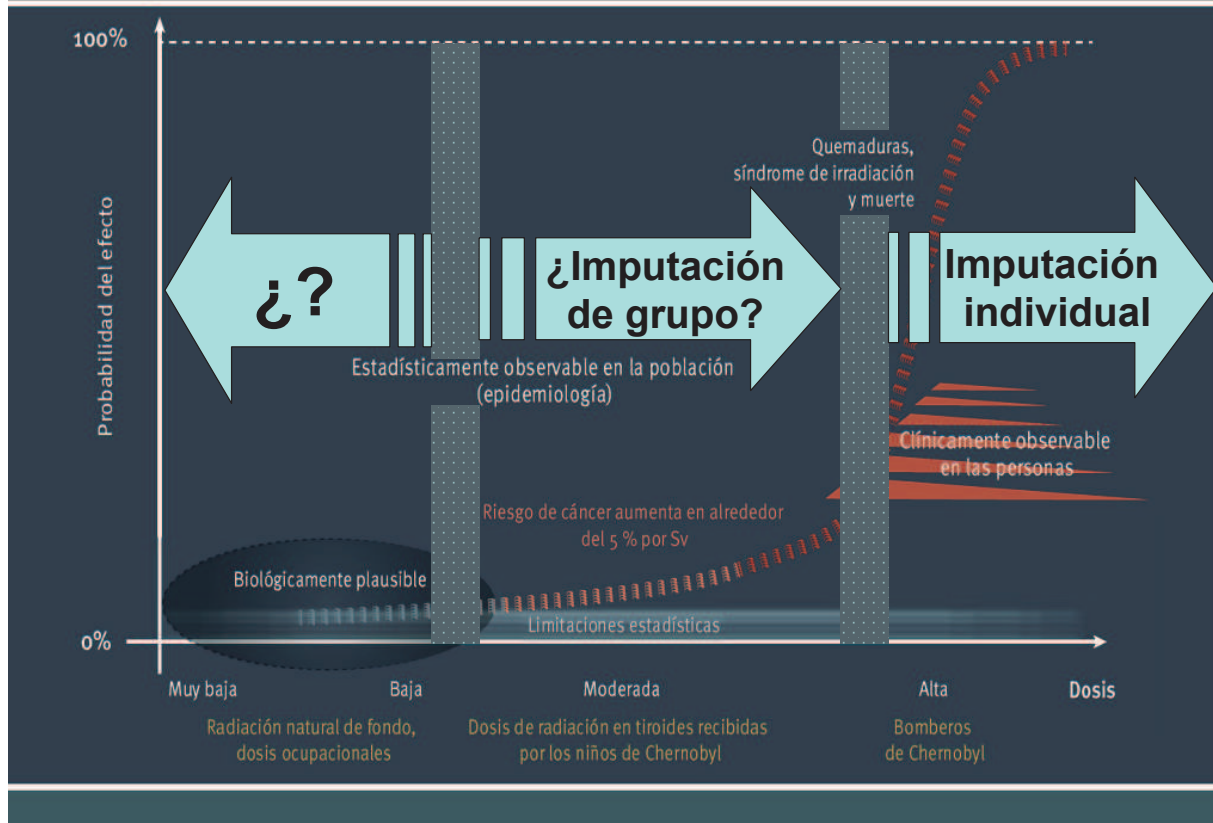 100%
Probabilidad del efecto
0%
Quemaduras,
síndrome de irradiación
y muerte
¿?
¿Imputación
de grupo?
Imputación
individual
Estadísticamente observable en la población
(epidemiología)
Clínicamente observable
en las personas
Riesgo de cáncer aumenta en alrededor
del 5 % por Sv
Biológicamente plausible
Limitaciones estadísticas
Muy baja
Baja
Moderada
Alta
Dosis
Radiación natural de fondo,
dosis ocupacionales
Dosis de radiación en tiroides recibidas
por los niños de Chernobyl
Bomberos
de Chernobyl